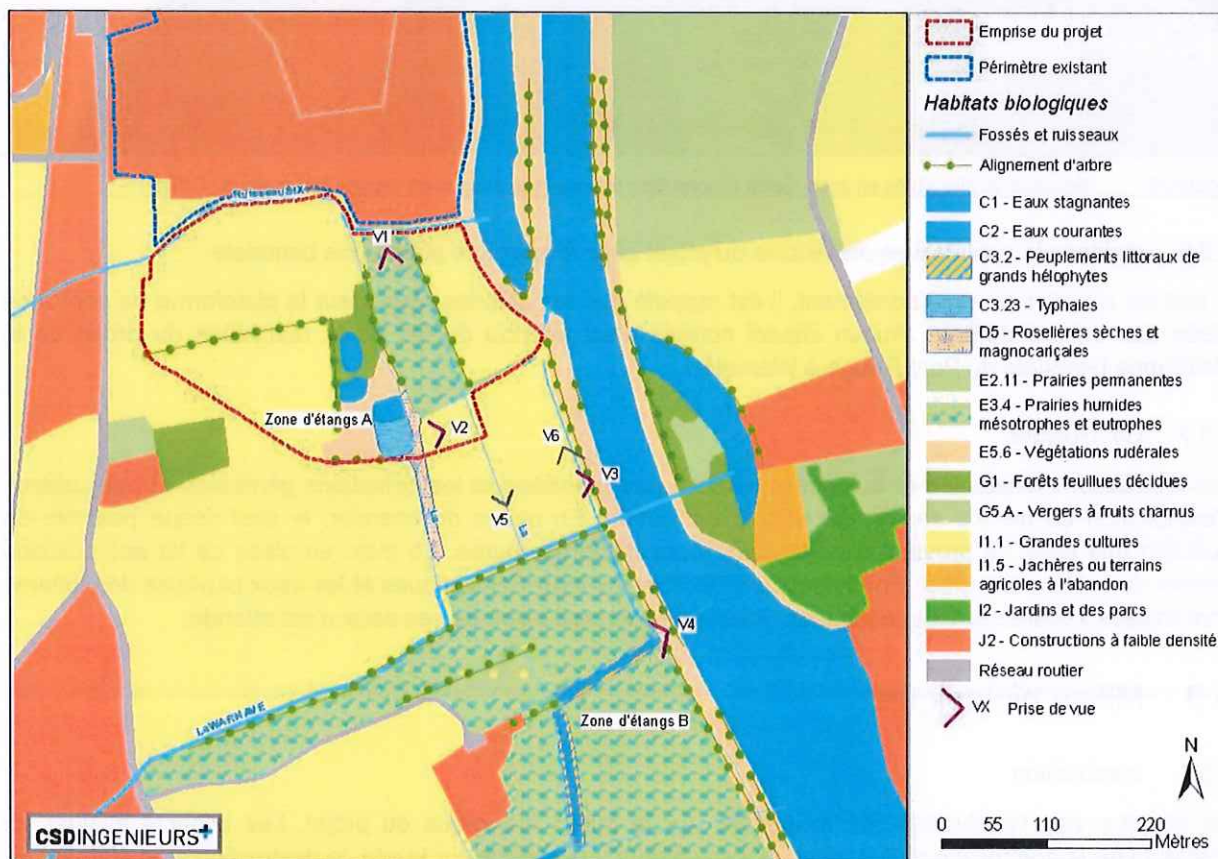 Emprise du projet
Périmètre existant
Habitats biologiques
Fossés et ruisseaux
Alignement d'arbre
C1 - Eaux stagnantes
C2 - Eaux courantes
C3.2 - Peuplements littoraux de
grands hélophytes
C3.23 - Typhaies
D5 - Roselières sèches et
magnocariçaies
E2.11 - Prairies permanentes
E3.4 - Prairies humides
mésotrophes et eutrophes
E5.6 - Végétations rudérales
G1 - Forêts feuillues décidues
G5.A - Vergers à fruits charnus
I1.1 - Grandes cultures
I1.5 - Jachères ou terrains
agricoles à l'abandon
I2 - Jardins et des parcs
J2 - Constructions à faible densité
Réseau routier
VX Prise de vue
N
0 55 110 220
Mètres
V1
Zone d'étangs A
V2
V6
V3
V5
La
V4
La WARNAVE
Zone d'étangs B
CSDINGENIEURS+